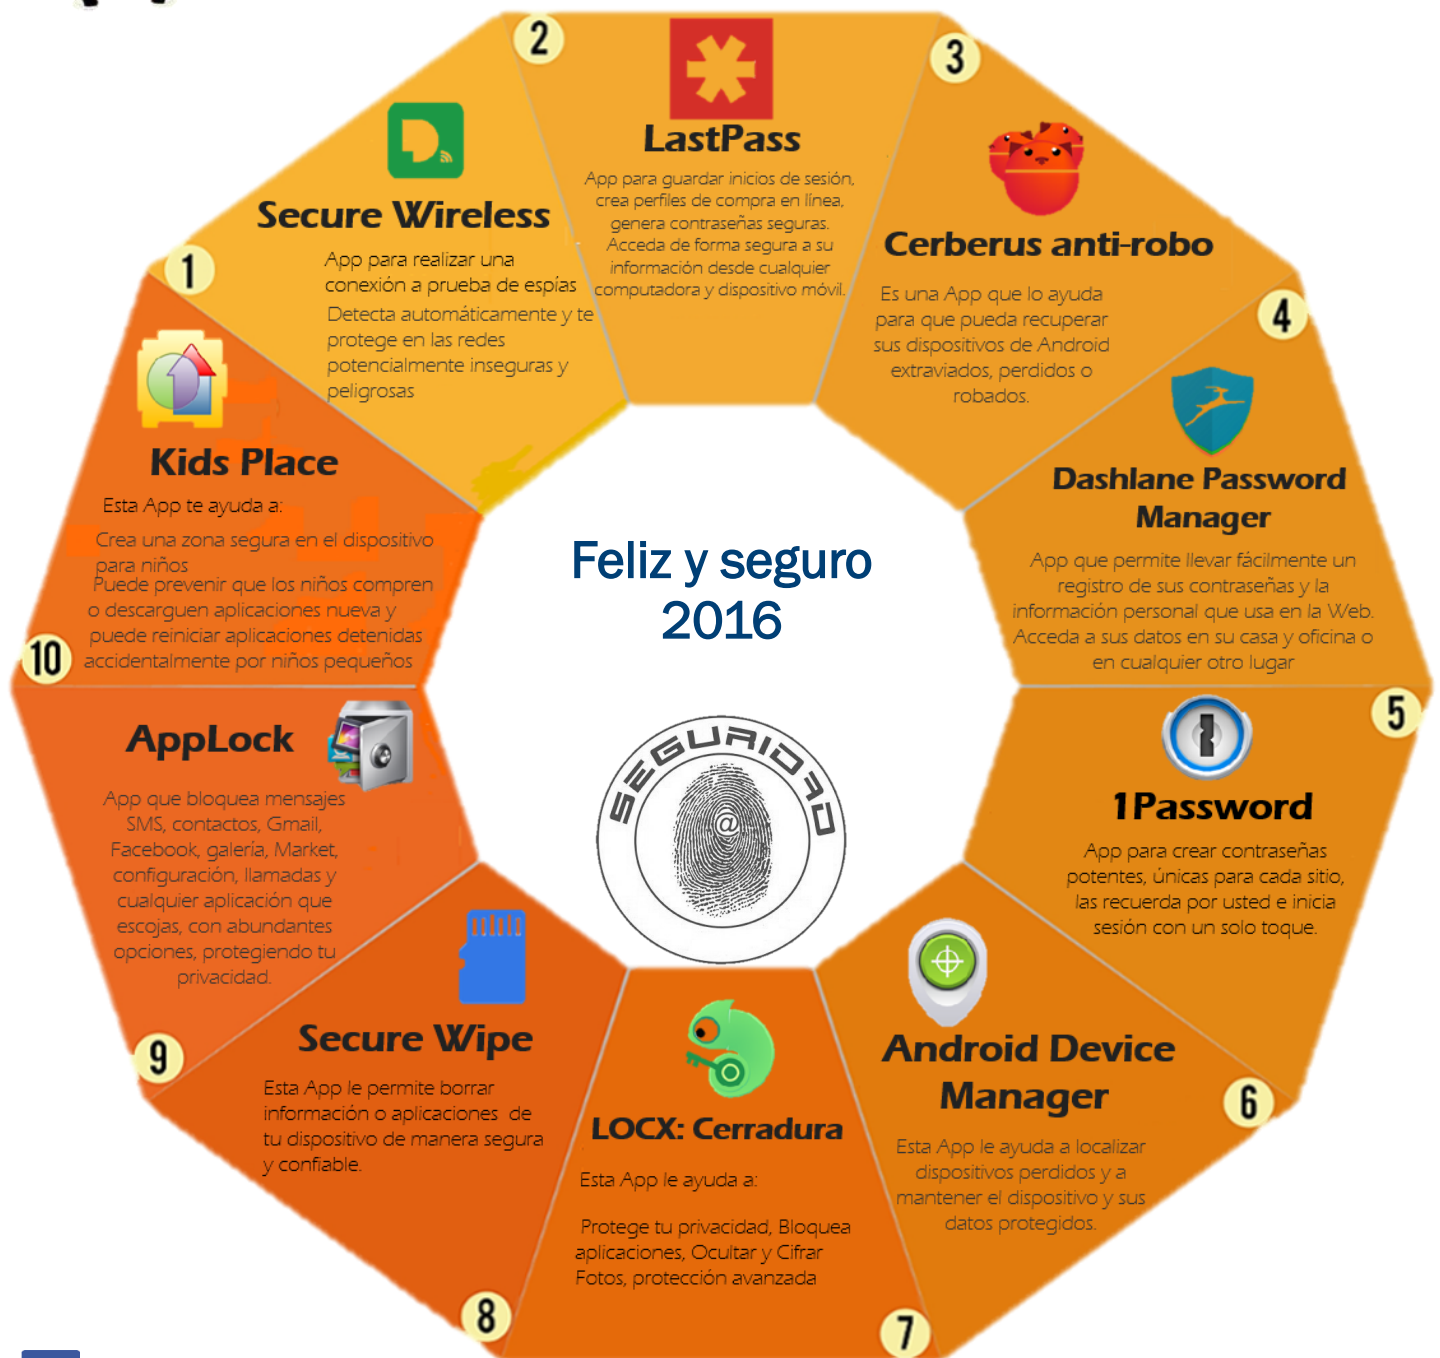 1
Secure Wireless
App para realizar una
conexión a prueba de espías
Detecta automáticamente y te
protege en las redes
potencialmente inseguras y
peligrosas
2
LastPass
App para guardar inicios de sesión,
crea perfiles de compra en línea,
genera contraseñas seguras.
Acceda de forma segura a su
información desde cualquier
computadora y dispositivo móvil.
3
Cerberus anti-robo
Es una App que lo ayuda
para que pueda recuperar
sus dispositivos de Android
extraviados, perdidos o
robados.
4
Dashlane Password
Manager
App que permite llevar fácilmente un
registro de sus contraseñas y la
información personal que usa en la Web.
Acceda a sus datos en su casa y oficina o
en cualquier otro lugar
5
1Password
App para crear contraseñas
potentes, únicas para cada sitio,
las recuerda por usted e inicia
sesión con un solo toque.
6
Android Device
Manager
Esta App le ayuda a localizar
dispositivos perdidos y a
mantener el dispositivo y sus
datos protegidos.
7
LOCX: Cerradura
Esta App le ayuda a:
Protege tu privacidad, Bloquea
aplicaciones, Ocultar y Cifrar
Fotos, protección avanzada
8
Secure Wipe
Esta App le permite borrar
información o aplicaciones de
tu dispositivo de manera segura
y confiable.
9
AppLock
App que bloquea mensajes
SMS, contactos, Gmail,
Facebook, galería, Market,
configuración, llamadas y
cualquier aplicación que
escojas, con abundantes
opciones, protegiendo tu
privacidad.
10
Kids Place
Esta App te ayuda a:
Crea una zona segura en el dispositivo
para niños
Puede prevenir que los niños compren
o descarguen aplicaciones nueva y
puede reiniciar aplicaciones detenidas
accidentalmente por niños pequeños
Feliz y seguro
2016
SEGURIDAD
@